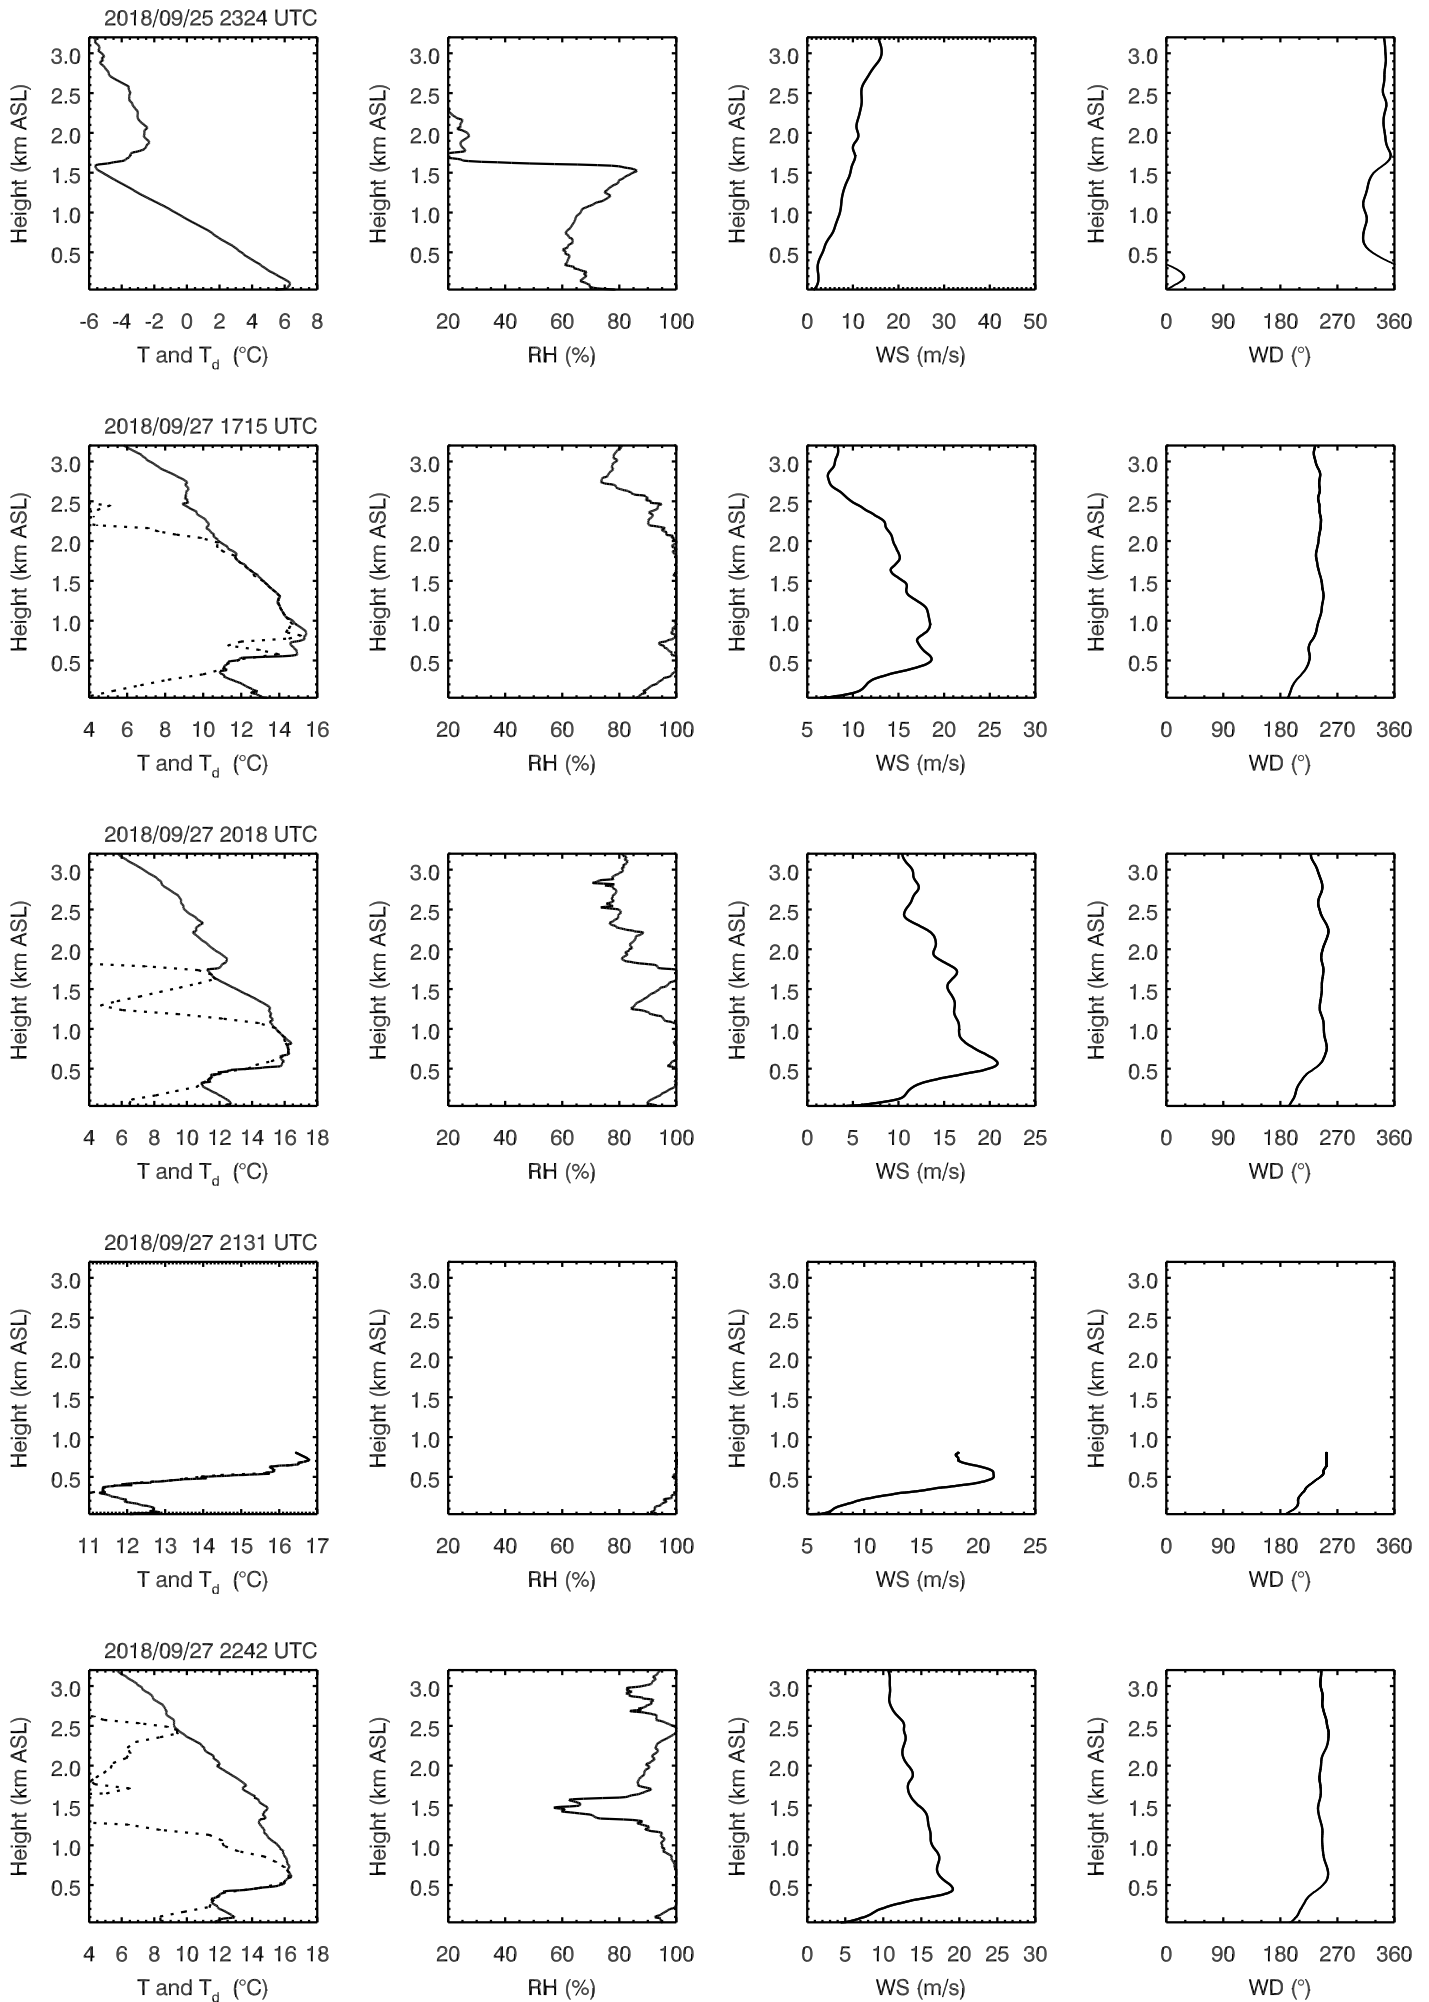 2018/09/25 2324 UTC
3.0 3.0 3.0 3.0
2.5 2.5 2.5 2.5
2.0 2.0 2.0 2.0
1.5 1.5 1.5 1.5
1.0 1.0 1.0 1.0
0.5 0.5 0.5 0.5
Height (km ASL) Height (km ASL) Height (km ASL) Height (km ASL)
-6 -4 -2 0 2 4 6 8 20 40 60 80 100 0 10 20 30 40 50 0 90 180 270 360
T and Td (°C) RH (%) WS (m/s) WD (°)
2018/09/27 1715 UTC
3.0 3.0 3.0 3.0
2.5 2.5 2.5 2.5
2.0 2.0 2.0 2.0
1.5 1.5 1.5 1.5
1.0 1.0 1.0 1.0
0.5 0.5 0.5 0.5
Height (km ASL) Height (km ASL) Height (km ASL) Height (km ASL)
4 6 8 10 12 14 16 20 40 60 80 100 5 10 15 20 25 30 0 90 180 270 360
T and Td (°C) RH (%) WS (m/s) WD (°)
2018/09/27 2018 UTC
3.0 3.0 3.0 3.0
2.5 2.5 2.5 2.5
2.0 2.0 2.0 2.0
1.5 1.5 1.5 1.5
1.0 1.0 1.0 1.0
0.5 0.5 0.5 0.5
Height (km ASL) Height (km ASL) Height (km ASL) Height (km ASL)
4 6 8 10 12 14 16 18 20 40 60 80 100 0 5 10 15 20 25 0 90 180 270 360
T and Td (°C) RH (%) WS (m/s) WD (°)
2018/09/27 2131 UTC
3.0 3.0 3.0 3.0
2.5 2.5 2.5 2.5
2.0 2.0 2.0 2.0
1.5 1.5 1.5 1.5
1.0 1.0 1.0 1.0
0.5 0.5 0.5 0.5
Height (km ASL) Height (km ASL) Height (km ASL) Height (km ASL)
11 12 13 14 15 16 17 20 40 60 80 100 5 10 15 20 25 0 90 180 270 360
T and Td (°C) RH (%) WS (m/s) WD (°)
2018/09/27 2242 UTC
3.0 3.0 3.0 3.0
2.5 2.5 2.5 2.5
2.0 2.0 2.0 2.0
1.5 1.5 1.5 1.5
1.0 1.0 1.0 1.0
0.5 0.5 0.5 0.5
Height (km ASL) Height (km ASL) Height (km ASL) Height (km ASL)
4 6 8 10 12 14 16 18 20 40 60 80 100 0 5 10 15 20 25 30 0 90 180 270 360
T and Td (°C) RH (%) WS (m/s) WD (°)